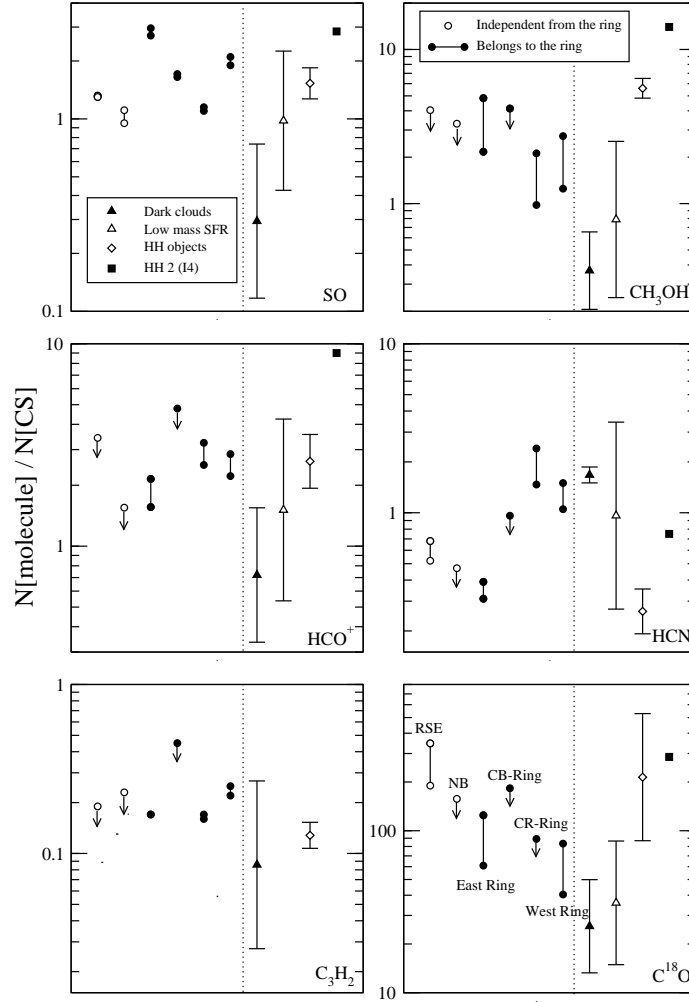 Independent from the ring
Belongs to the ring
1
0.1
Dark clouds
Low mass SFR
HH objects
HH 2 (I4)
SO
10
1
CH₃OH
N[molecule] / N[CS]
10
1
HCO⁺
10
1
HCN
1
0.1
C₃H₂
RSE
NB
CB-Ring
CR-Ring
East Ring
West Ring
100
10
C¹⁸O